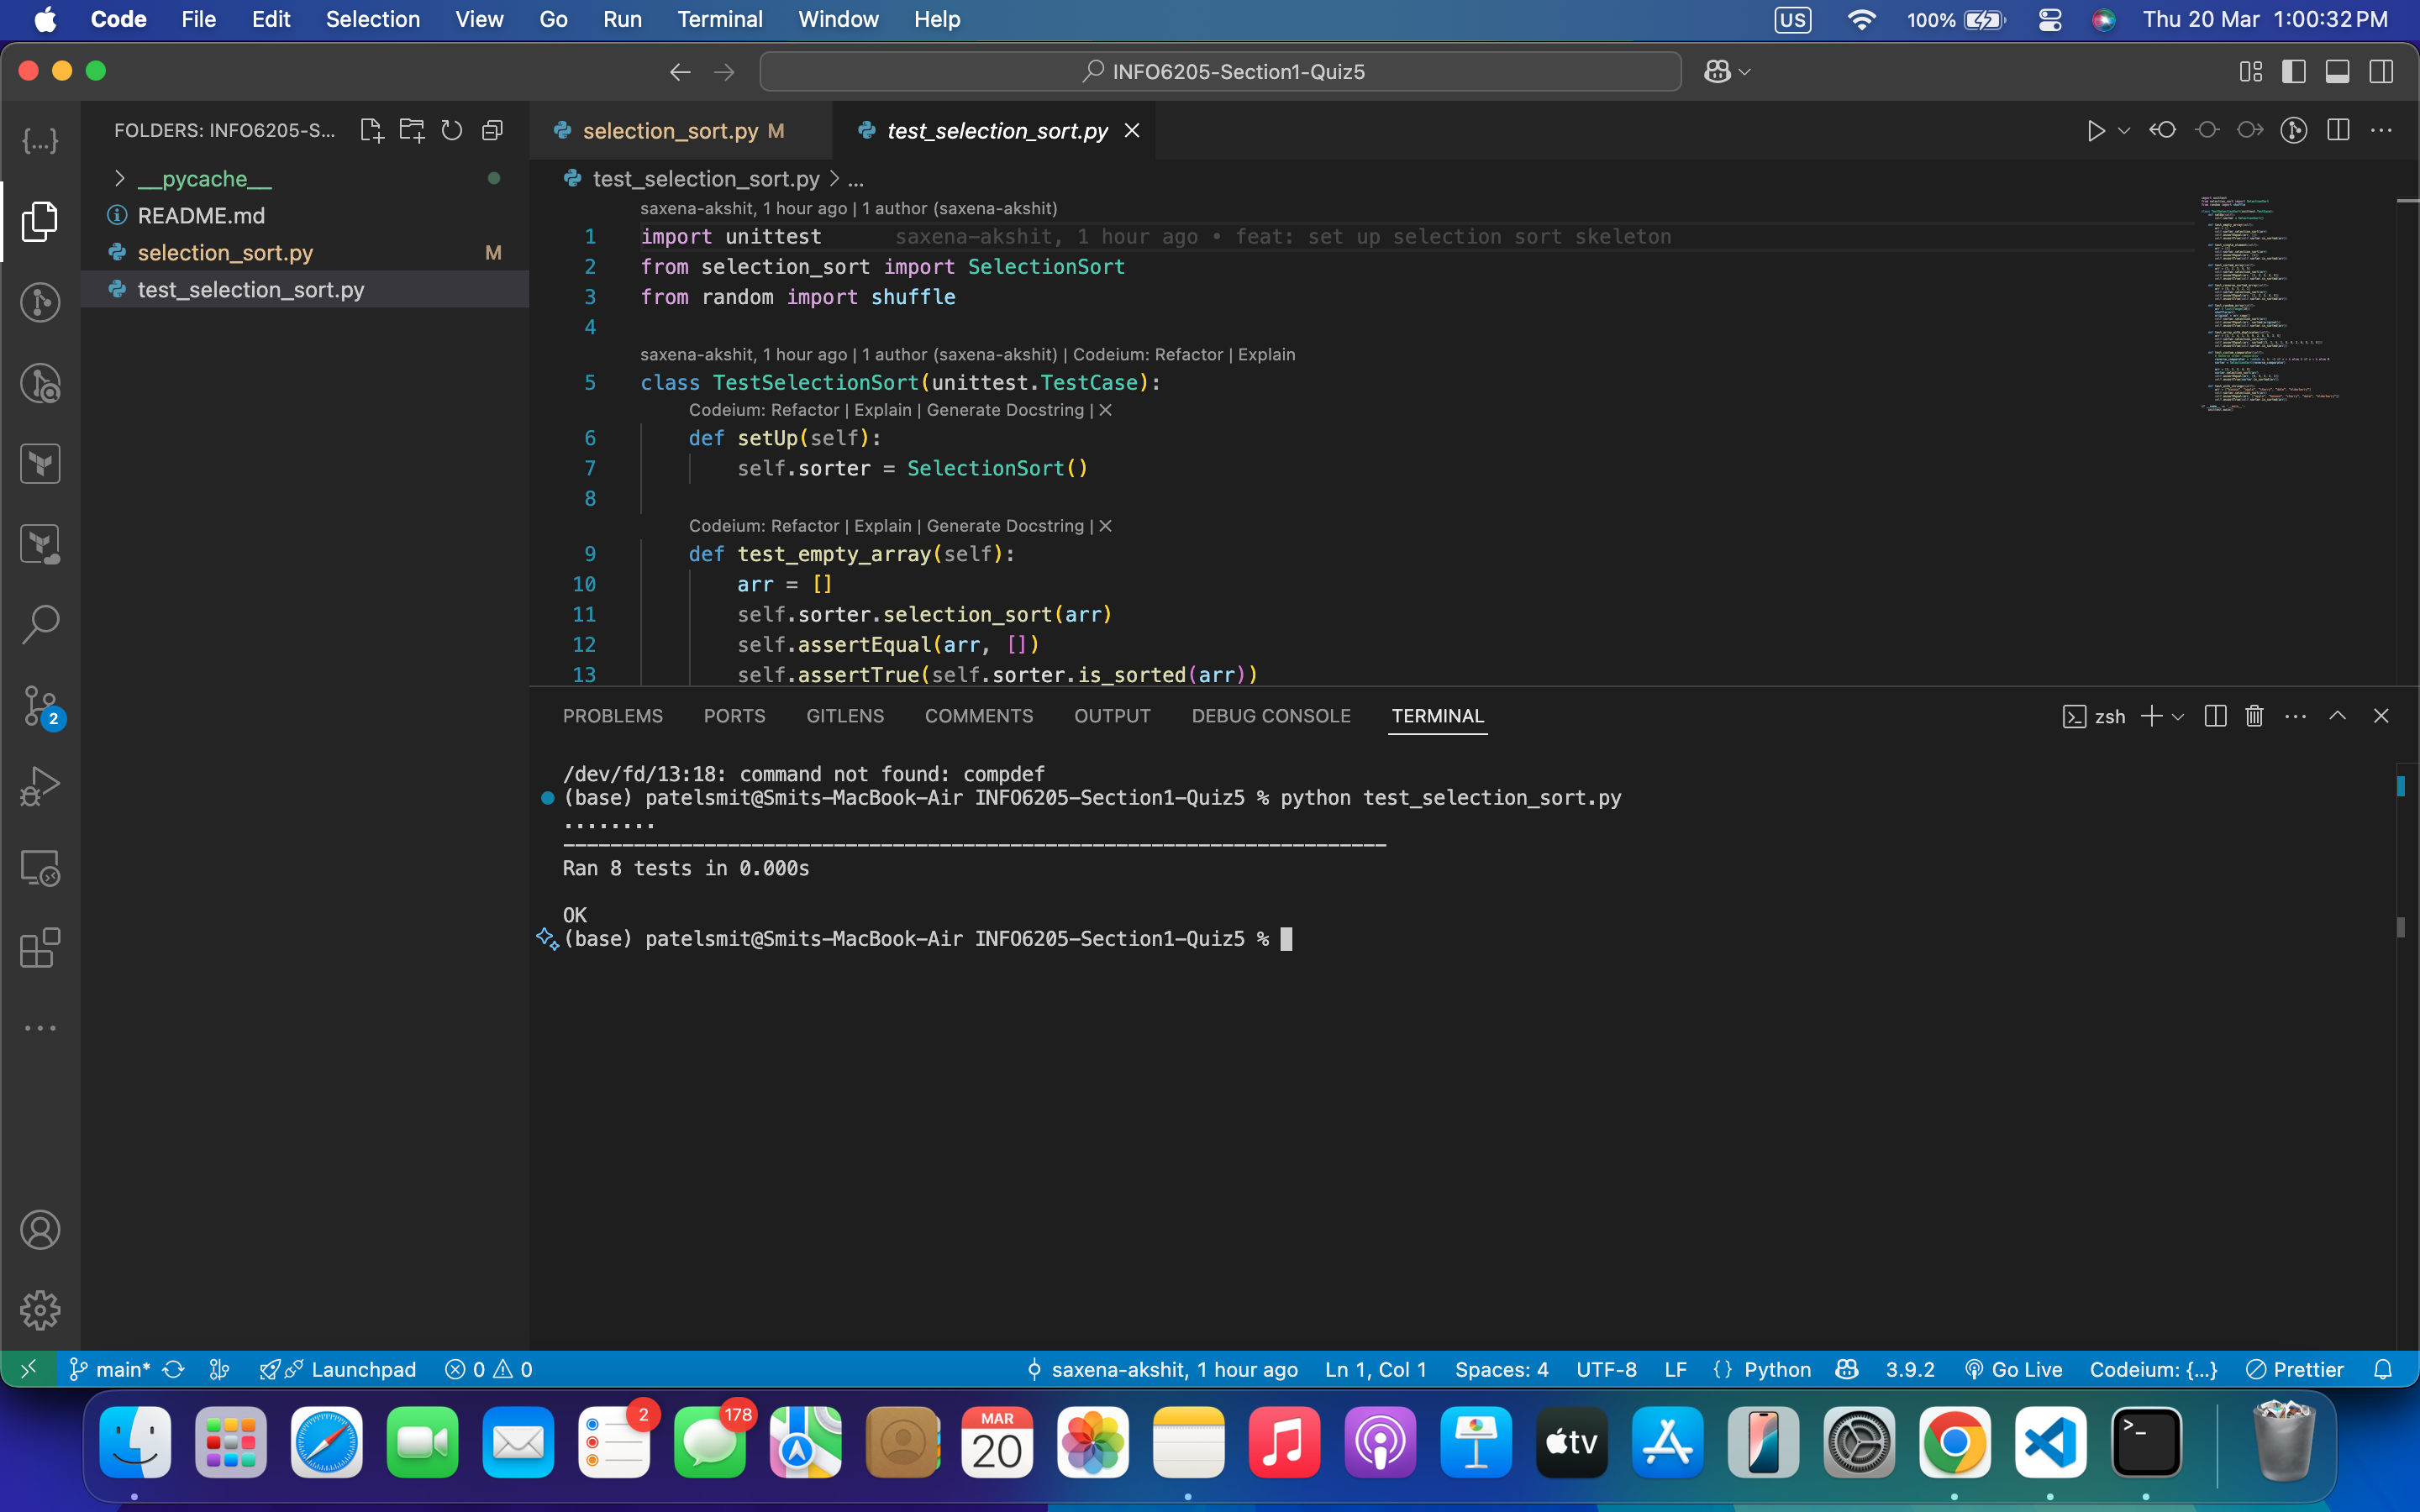 Code File Edit Selection View Go Run Terminal Window Help US 100% Thu 20 Mar 1:00:32 PM
INFO6205-Section1-Quiz5
FOLDERS: INFO6205-S...
__pycache__
README.md
selection_sort.py M
test_selection_sort.py
selection_sort.py M test_selection_sort.py
test_selection_sort.py > ...
saxena-akshit, 1 hour ago | 1 author (saxena-akshit)
1 import unittest saxena-akshit, 1 hour ago • feat: set up selection sort skeleton
2 from selection_sort import SelectionSort
3 from random import shuffle
4
saxena-akshit, 1 hour ago | 1 author (saxena-akshit) | Codeium: Refactor | Explain
5 class TestSelectionSort(unittest.TestCase):
Codeium: Refactor | Explain | Generate Docstring | ✕
6 def setUp(self):
7 self.sorter = SelectionSort()
8
Codeium: Refactor | Explain | Generate Docstring | ✕
9 def test_empty_array(self):
10 arr = []
11 self.sorter.selection_sort(arr)
12 self.assertEqual(arr, [])
13 self.assertTrue(self.sorter.is_sorted(arr))
PROBLEMS PORTS GITLENS COMMENTS OUTPUT DEBUG CONSOLE TERMINAL zsh
/dev/fd/13:18: command not found: compdef
(base) patelsmit@Smits-MacBook-Air INFO6205-Section1-Quiz5 % python test_selection_sort.py
........
----------------------------------------------------------------------
Ran 8 tests in 0.000s
OK
(base) patelsmit@Smits-MacBook-Air INFO6205-Section1-Quiz5 %
2
main* Launchpad 0 0 saxena-akshit, 1 hour ago Ln 1, Col 1 Spaces: 4 UTF-8 LF {} Python 3.9.2 Go Live Codeium: {...} Prettier
2 178 MAR 20 tv >_